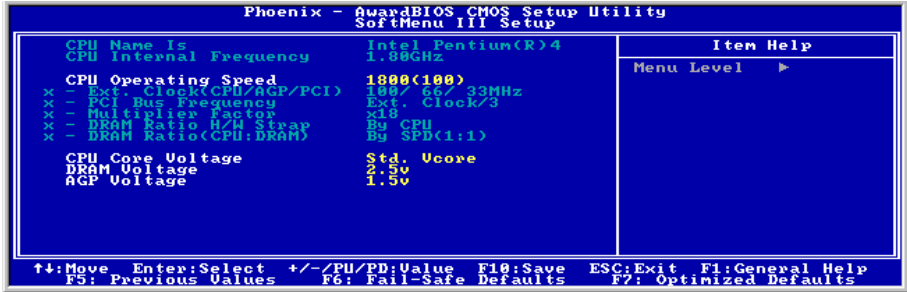 Phoenix - AwardBIOS CMOS Setup Utility
SoftMenu III Setup
CPU Name Is Intel Pentium(R)4
CPU Internal Frequency 1.80GHz
CPU Operating Speed 1800(100)
x - Ext. Clock(CPU/AGP/PCI) 100/ 66/ 33MHz
x - PCI Bus Frequency Ext. Clock/3
x - Multiplier Factor x18
x - DRAM Ratio H/W Strap By CPU
x - DRAM Ratio(CPU:DRAM) By SPD(1:1)
CPU Core Voltage Std. Vcore
DRAM Voltage 2.5v
AGP Voltage 1.5v
Item Help
Menu Level ►
↑↓:Move Enter:Select +/-/PU/PD:Value F10:Save ESC:Exit F1:General Help
F5: Previous Values F6: Fail-Safe Defaults F7: Optimized Defaults